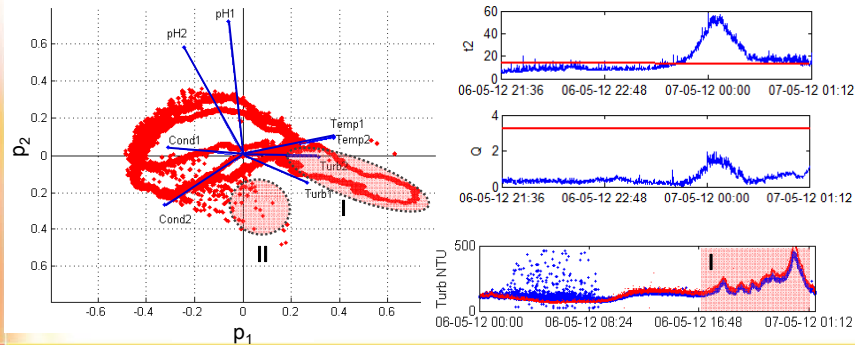 0.6
0.4
0.2
0
0.2
0.4
0.6
-0.6
-0.4
-0.2
0
0.2
0.4
0.6
p2
p1
pH1
pH2
Cond1
Cond2
Temp1
Temp2
Turb2
Turb1
I
II
60
40
20
0
t2
06-05-12 21:36
06-05-12 22:48
07-05-12 00:00
07-05-12 01:12
4
2
0
Q
06-05-12 21:36
06-05-12 22:48
07-05-12 00:00
07-05-12 01:12
500
0
Turb NTU
I
06-05-12 00:00
06-05-12 08:24
06-05-12 16:48
07-05-12 01:12